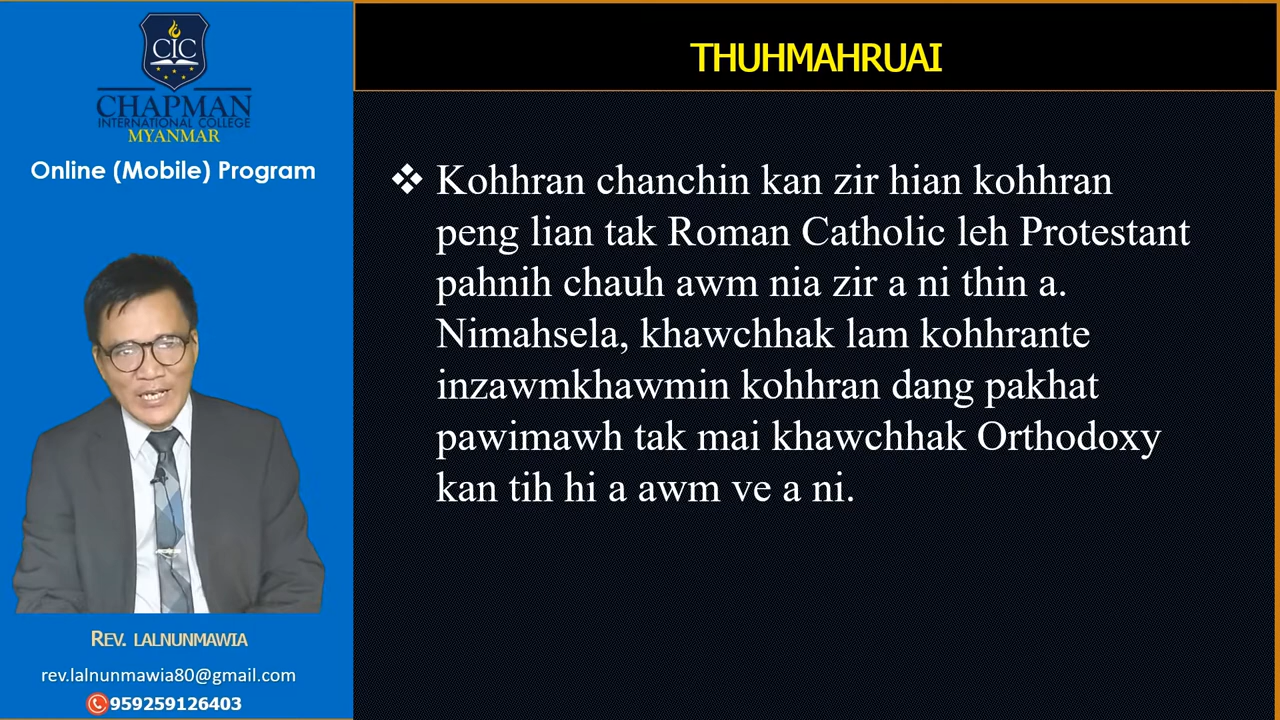 CIC
CHAPMAN
INTERNATIONAL COLLEGE
MYANMAR
Online (Mobile) Program
REV. LALNUNMAWIA
rev.lalnunmawia80@gmail.com
959259126403
THUHMAHRUAI
❖ Kohhran chanchin kan zir hian kohhran
peng lian tak Roman Catholic leh Protestant
pahnih chauh awm nia zir a ni thin a.
Nimahsela, khawchhak lam kohhrante
inzawmkhawmin kohhran dang pakhat
pawimawh tak mai khawchhak Orthodoxy
kan tih hi a awm ve a ni.